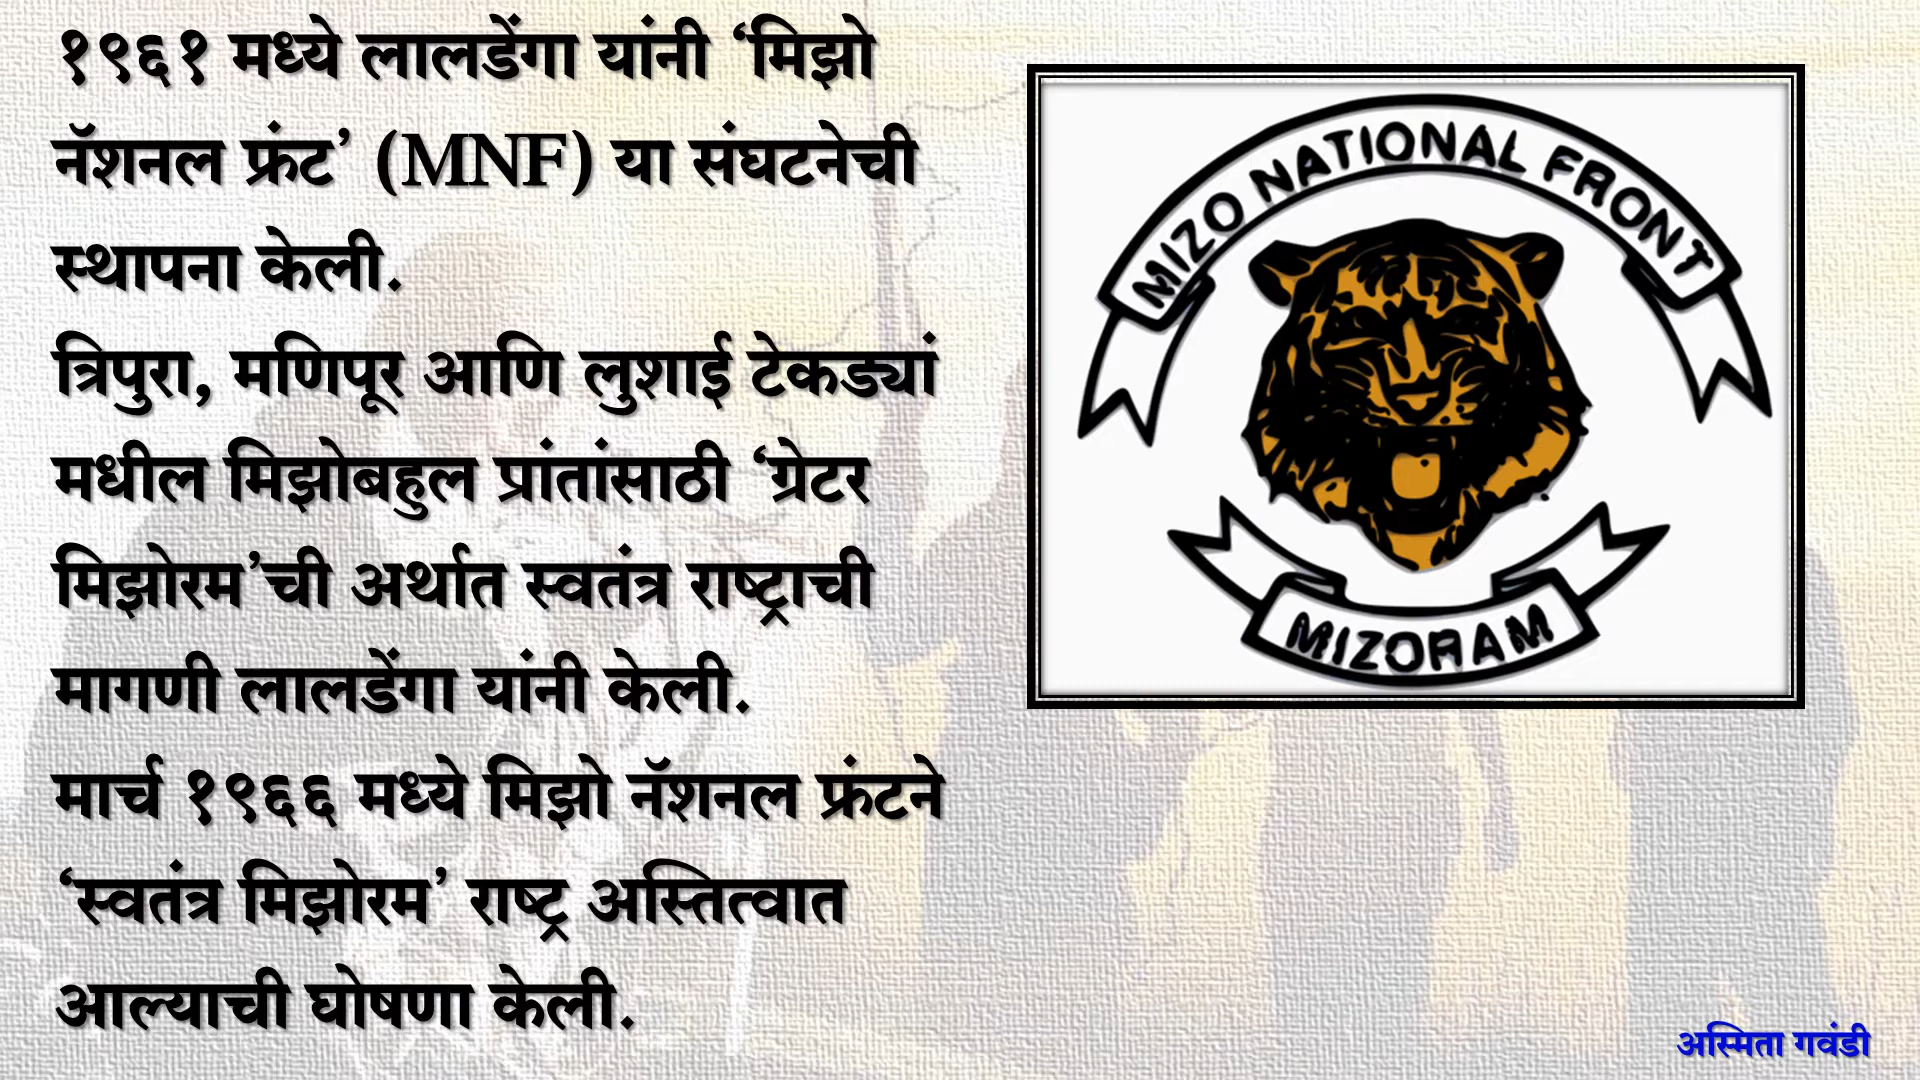 १९६१ मध्ये लालडेंगा यांनी ‘मिझो
नॅशनल फ्रंट’ (MNF) या संघटनेची
स्थापना केली.
त्रिपुरा, मणिपूर आणि लुशाई टेकड्यां
मधील मिझोबहुल प्रांतांसाठी ‘ग्रेटर
मिझोरम’ची अर्थात स्वतंत्र राष्ट्राची
मागणी लालडेंगा यांनी केली.
मार्च १९६६ मध्ये मिझो नॅशनल फ्रंटने
‘स्वतंत्र मिझोरम’ राष्ट्र अस्तित्वात
आल्याची घोषणा केली.
MIZO NATIONAL FRONT
MIZORAM
अस्मिता गवंडी